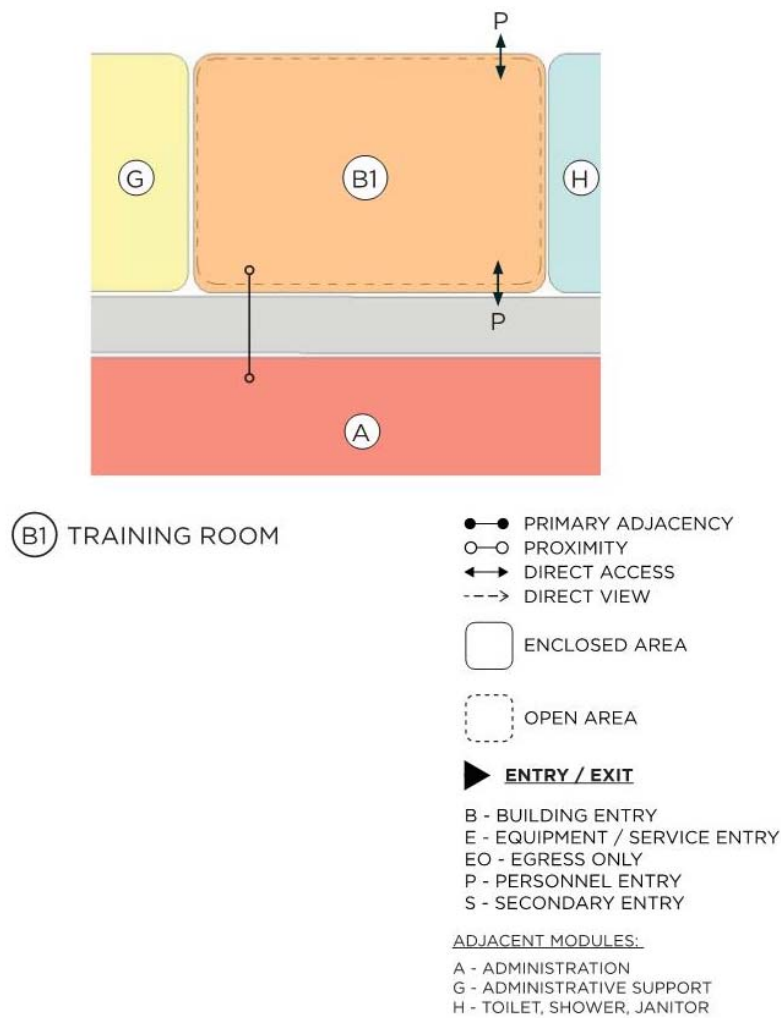 P
G
B1
H
P
A
B1 TRAINING ROOM
PRIMARY ADJACENCY
PROXIMITY
DIRECT ACCESS
DIRECT VIEW
ENCLOSED AREA
OPEN AREA
ENTRY / EXIT
B - BUILDING ENTRY
E - EQUIPMENT / SERVICE ENTRY
EO - EGRESS ONLY
P - PERSONNEL ENTRY
S - SECONDARY ENTRY
ADJACENT MODULES:
A - ADMINISTRATION
G - ADMINISTRATIVE SUPPORT
H - TOILET, SHOWER, JANITOR